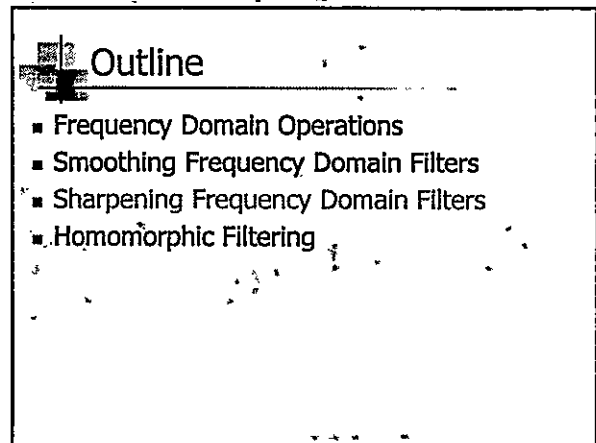 Outline
Frequency Domain Operations
Smoothing Frequency Domain Filters
Sharpening Frequency Domain Filters
Homomorphic Filtering